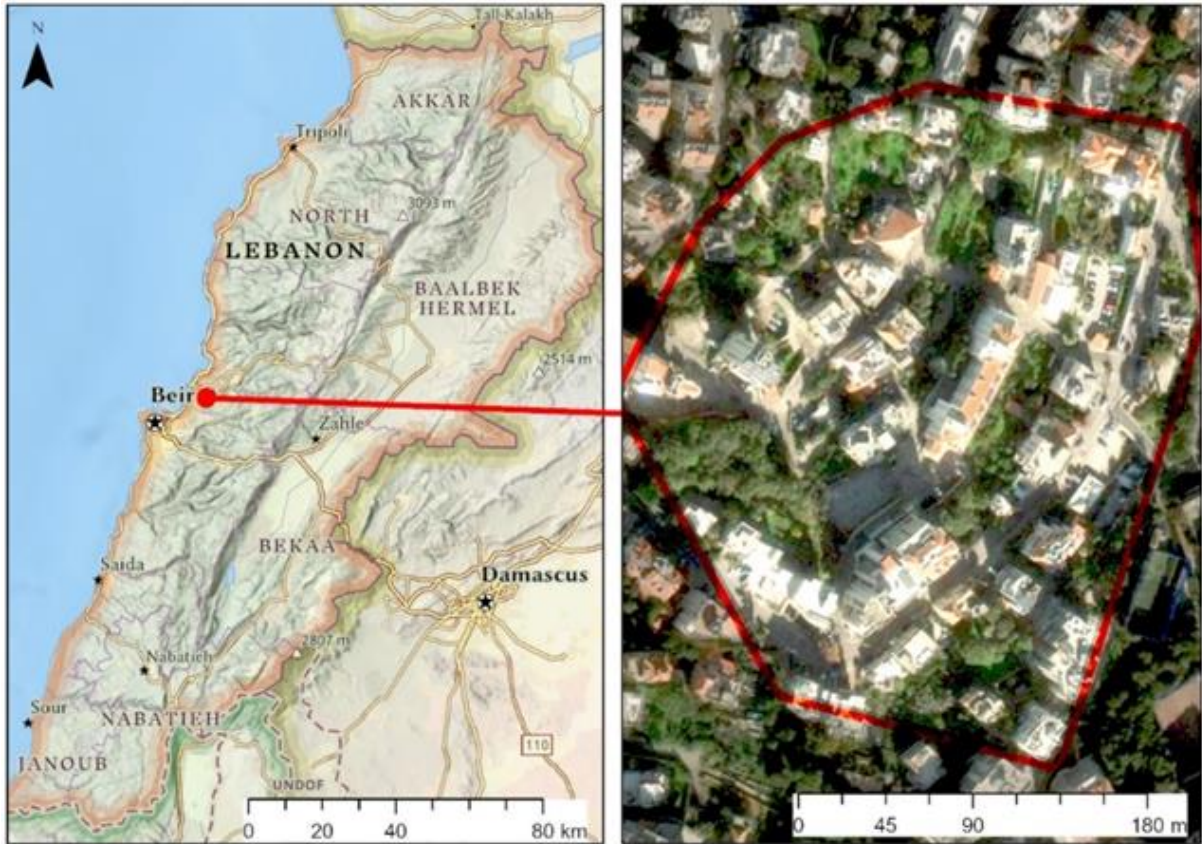 N
Tall-Kalakh
AKKAR
Tripoli
3093 m
NORTH
LEBANON
BAALBEK
HERMEL
2514 m
Beir
Zahle
BEKAA
Saida
Damascus
2807 m
Nabatieh
Sour
NABATIEH
110
JANOUB
UNDOF
0 20 40 80 km
0 45 90 180 m